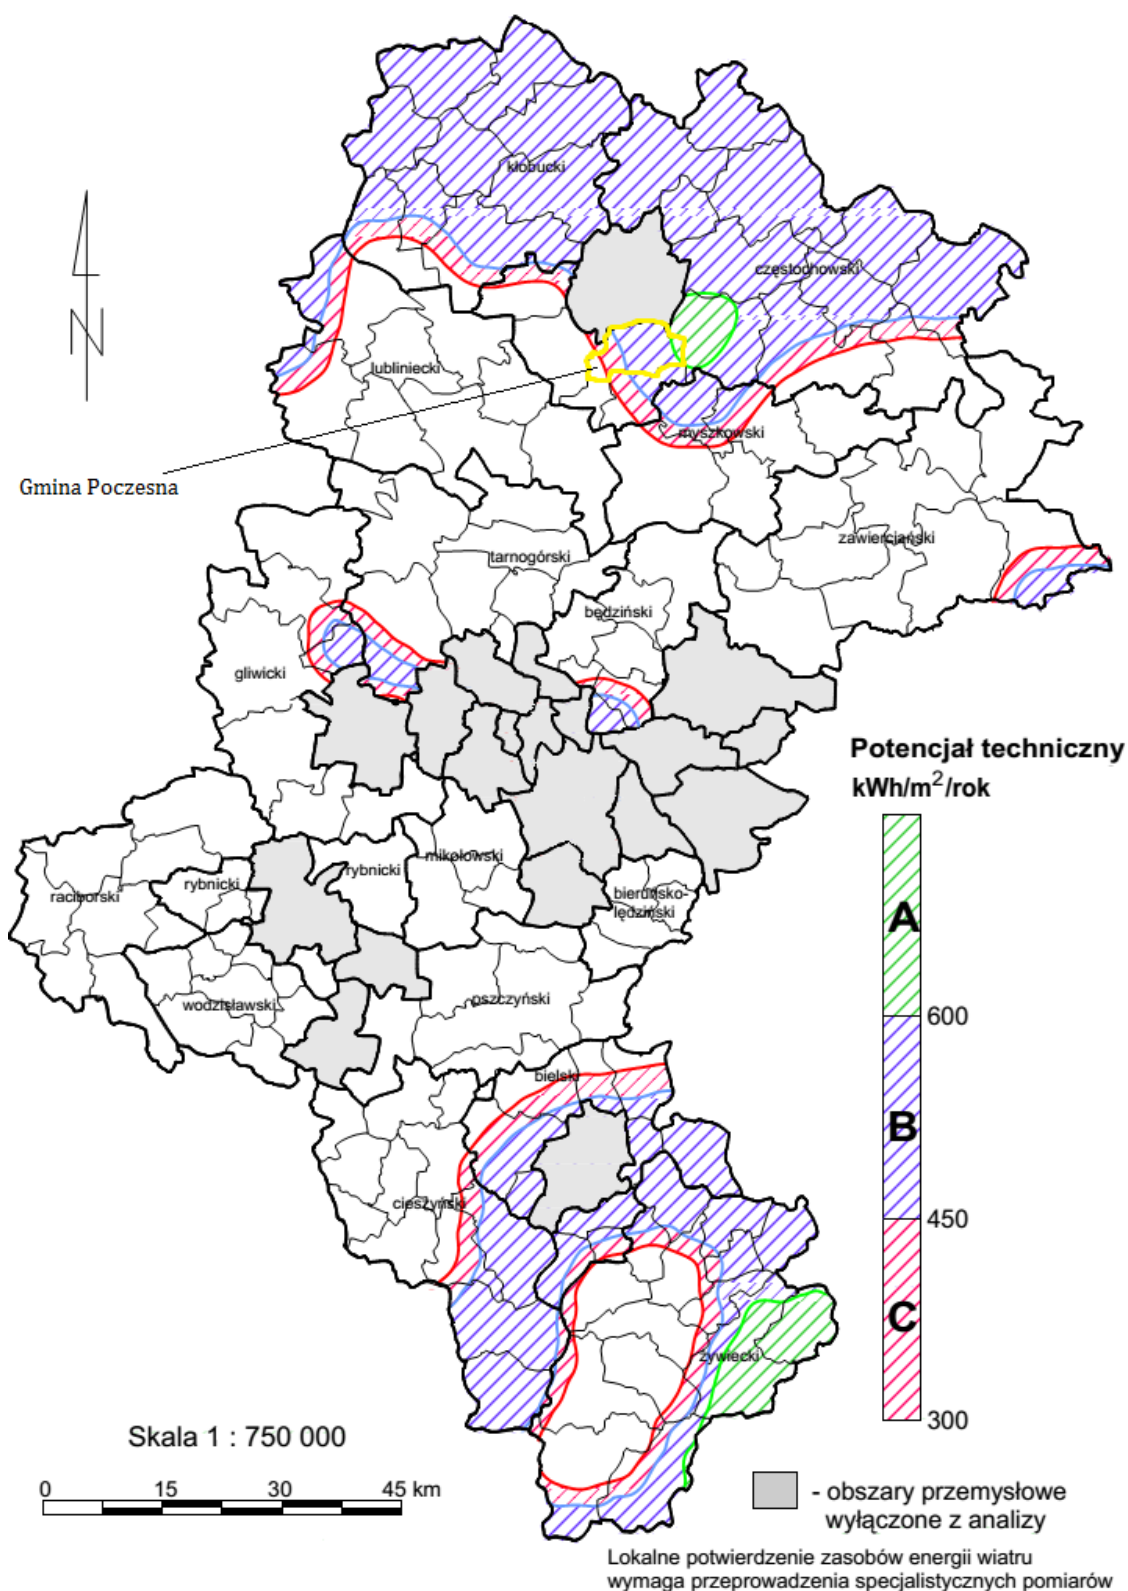 kłobucki
częstochowski
N
lubliniecki
myszkowski
Gmina Poczesna
zawierciański
tarnogórski
będziński
gliwicki
Potencjał techniczny
kWh/m²/rok
mikołowski
rybnicki
rybnicki
raciborski
bieruńsko-
lędziński
A
pszczyński
wodzisławski
600
bielski
B
cieszyński
450
C
żywiecki
300
Skala 1 : 750 000
0 15 30 45 km
- obszary przemysłowe
wyłączone z analizy
Lokalne potwierdzenie zasobów energii wiatru
wymaga przeprowadzenia specjalistycznych pomiarów